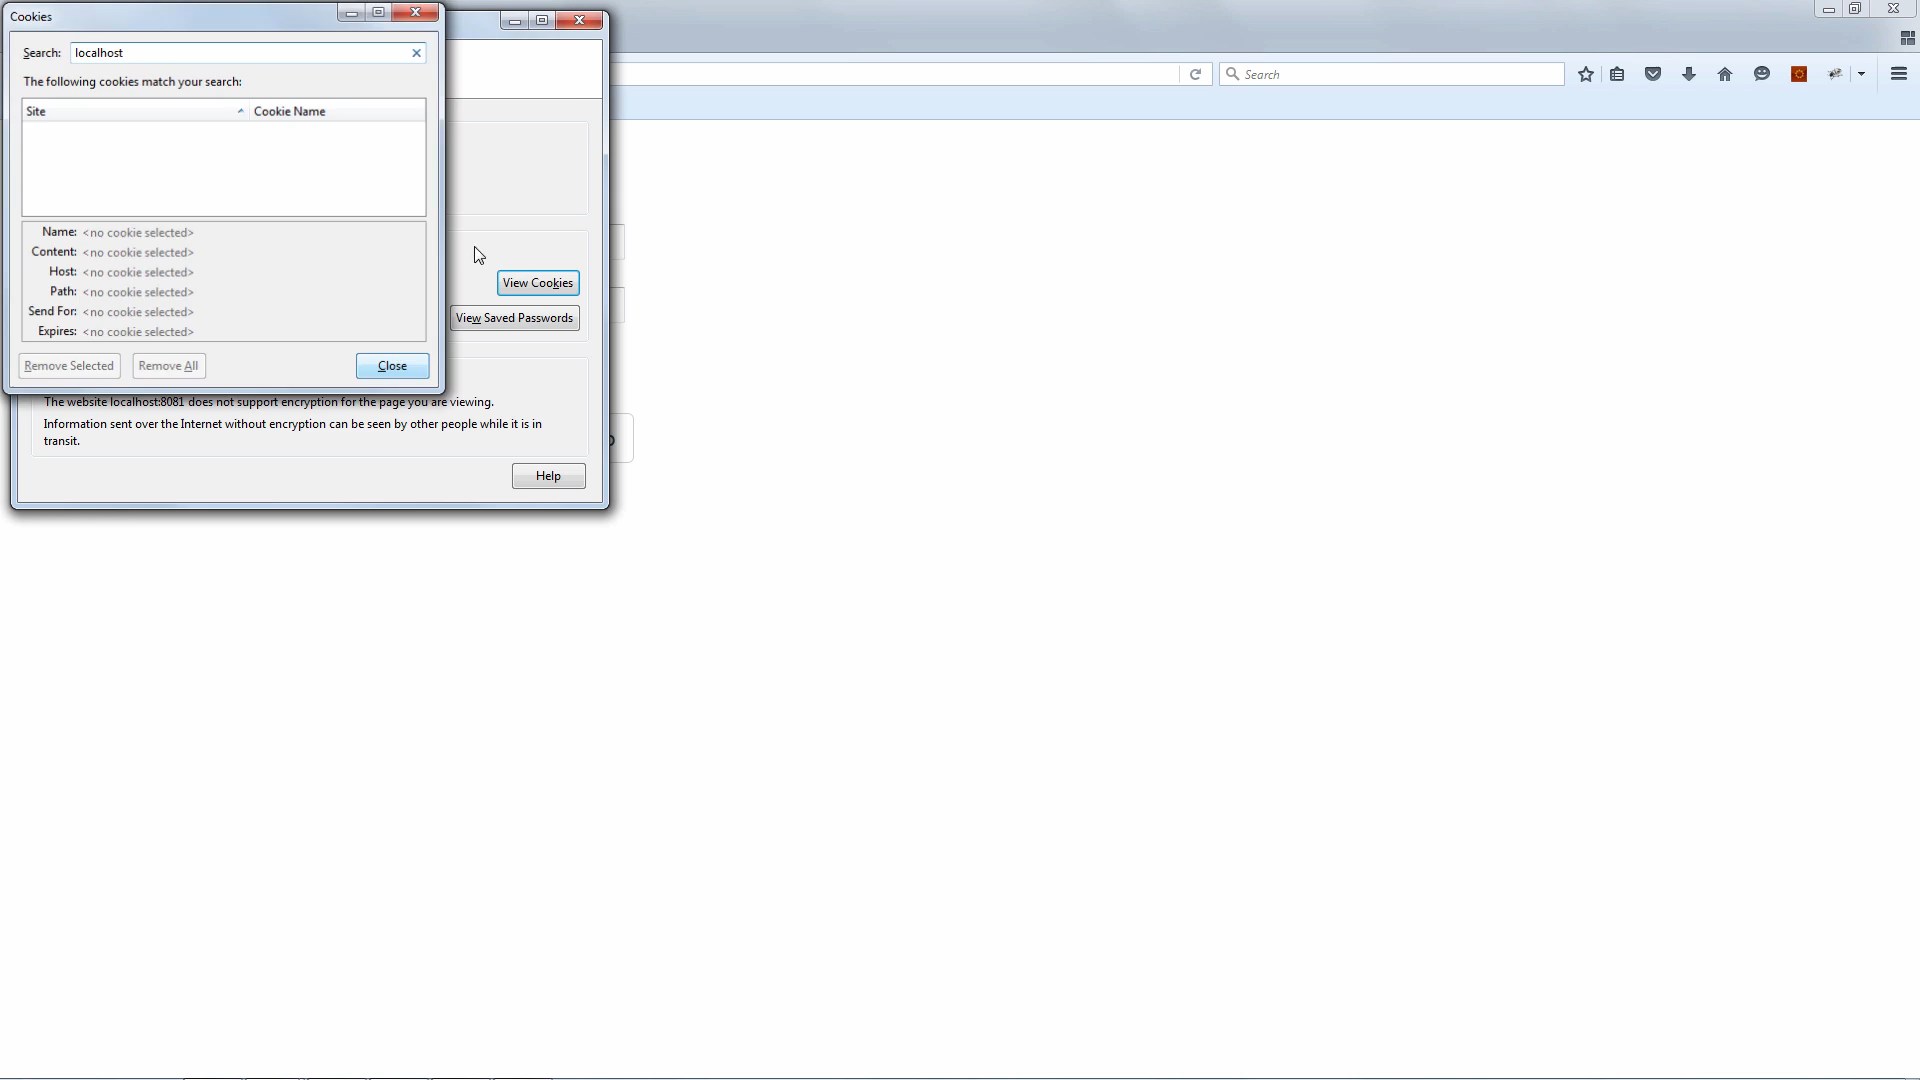 Cookies
Search: localhost
The following cookies match your search:
Site Cookie Name
Name: <no cookie selected>
Content: <no cookie selected>
Host: <no cookie selected>
Path: <no cookie selected>
Send For: <no cookie selected>
Expires: <no cookie selected>
Remove Selected Remove All Close
Search
View Cookies
View Saved Passwords
The website localhost:8081 does not support encryption for the page you are viewing.
Information sent over the Internet without encryption can be seen by other people while it is in
transit.
Help